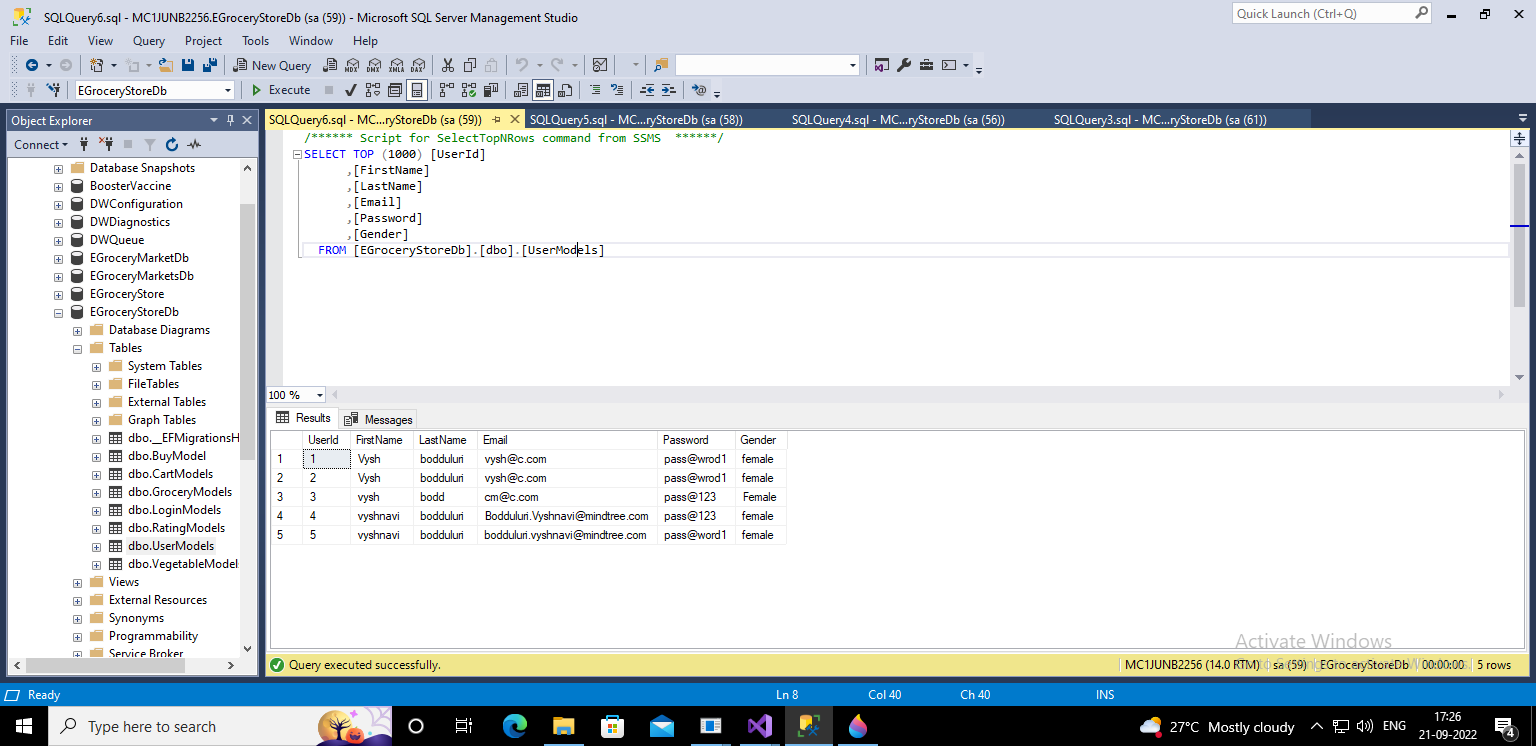 SQLQuery6.sql - MC1JUNB2256.EGroceryStoreDb (sa (59)) - Microsoft SQL Server Management Studio
Quick Launch (Ctrl+Q)
File Edit View Query Project Tools Window Help
New Query MDX DMX XMLA DAX
EGroceryStoreDb Execute
Object Explorer
SQLQuery6.sql - MC...ryStoreDb (sa (59)) SQLQuery5.sql - MC...ryStoreDb (sa (58)) SQLQuery4.sql - MC...ryStoreDb (sa (56)) SQLQuery3.sql - MC...ryStoreDb (sa (61))
Connect
Database Snapshots
BoosterVaccine
DWConfiguration
DWDiagnostics
DWQueue
EGroceryMarketDb
EGroceryMarketsDb
EGroceryStore
EGroceryStoreDb
Database Diagrams
Tables
System Tables
FileTables
External Tables
Graph Tables
dbo.__EFMigrationsH
dbo.BuyModel
dbo.CartModels
dbo.GroceryModels
dbo.LoginModels
dbo.RatingModels
dbo.UserModels
dbo.VegetableModels
Views
External Resources
Synonyms
Programmability
Service Broker
/****** Script for SelectTopNRows command from SSMS ******/
SELECT TOP (1000) [UserId]
,[FirstName]
,[LastName]
,[Email]
,[Password]
,[Gender]
FROM [EGroceryStoreDb].[dbo].[UserModels]
100 %
Results Messages
UserId FirstName LastName Email Password Gender
1 1 Vysh bodduluri vysh@c.com pass@wrod1 female
2 2 Vysh bodduluri vysh@c.com pass@wrod1 female
3 3 vysh bodd cm@c.com pass@123 Female
4 4 vyshnavi bodduluri Bodduluri.Vyshnavi@mindtree.com pass@123 female
5 5 vyshnavi bodduluri bodduluri.vyshnavi@mindtree.com pass@word1 female
Activate Windows
Query executed successfully. MC1JUNB2256 (14.0 RTM) sa (59) EGroceryStoreDb 00:00:00 5 rows
Ready Ln 8 Col 40 Ch 40 INS
Type here to search 27°C Mostly cloudy ENG 17:26
21-09-2022 4